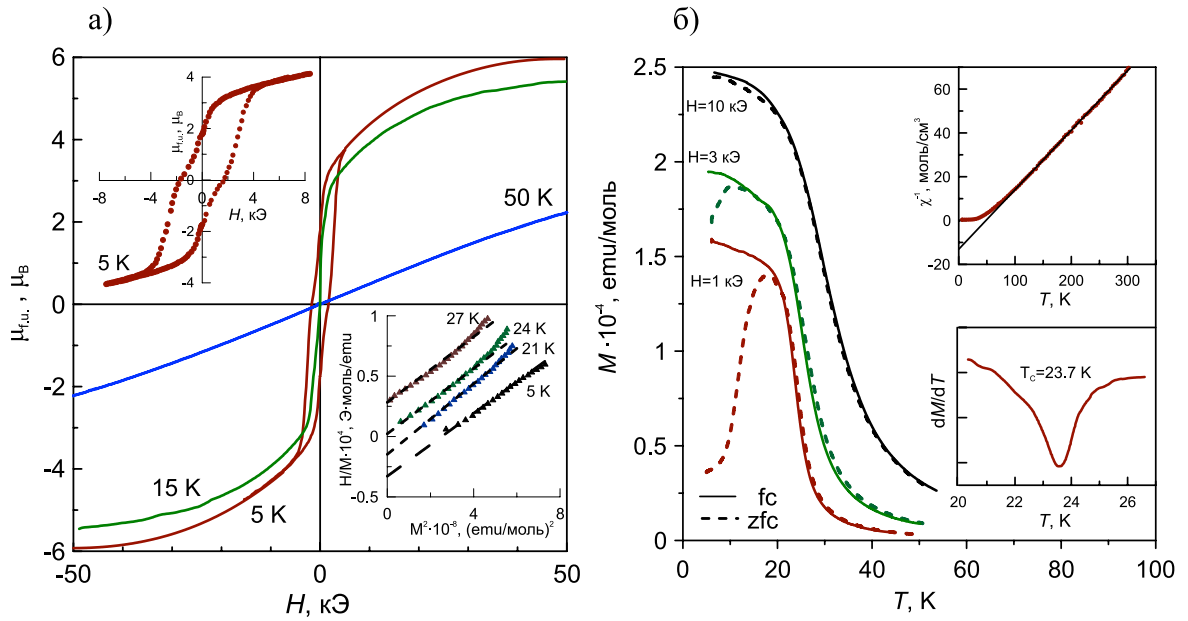 а)
6
4
2
0
-2
-4
-6
μf.u. , μB
-50
0
50
H, кЭ
50 K
15 K
5 K
4
2
0
-2
-4
μf.u., μB
-8
-4
0
4
8
H, кЭ
5 K
1
0.5
0
-0.5
H/M·10⁴, Э·моль/emu
0
4
8
M²·10⁻⁸, (emu/моль)²
27 K
24 K
21 K
5 K
б)
2.5
2
1.5
1
0.5
0
M·10⁻⁴, emu/моль
0
20
40
60
80
100
T, K
H=10 кЭ
H=3 кЭ
H=1 кЭ
fc
zfc
60
40
20
0
-20
χ⁻¹, моль/см³
0
100
200
300
T, K
dM/dT
TC=23.7 K
20
22
24
26
T, K